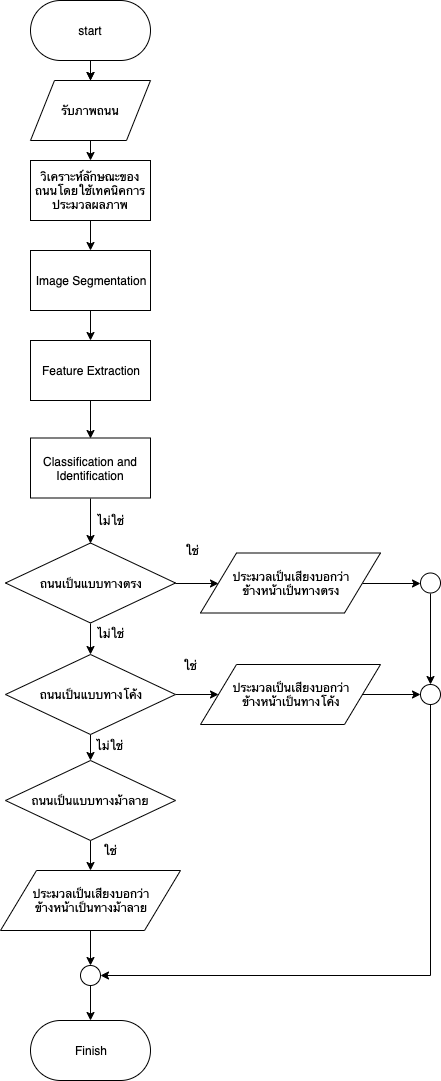 start
รับภาพถนน
วิเคราะห์ลักษณะของ
ถนนโดยใช้เทคนิคการ
ประมวลผลภาพ
Image Segmentation
Feature Extraction
Classification and
Identification
ไม่ใช่
ใช่
ถนนเป็นแบบทางตรง
ประมวลเป็นเสียงบอกว่า
ข้างหน้าเป็นทางตรง
ไม่ใช่
ใช่
ถนนเป็นแบบทางโค้ง
ประมวลเป็นเสียงบอกว่า
ข้างหน้าเป็นทางโค้ง
ไม่ใช่
ถนนเป็นแบบทางม้าลาย
ใช่
ประมวลเป็นเสียงบอกว่า
ข้างหน้าเป็นทางม้าลาย
Finish